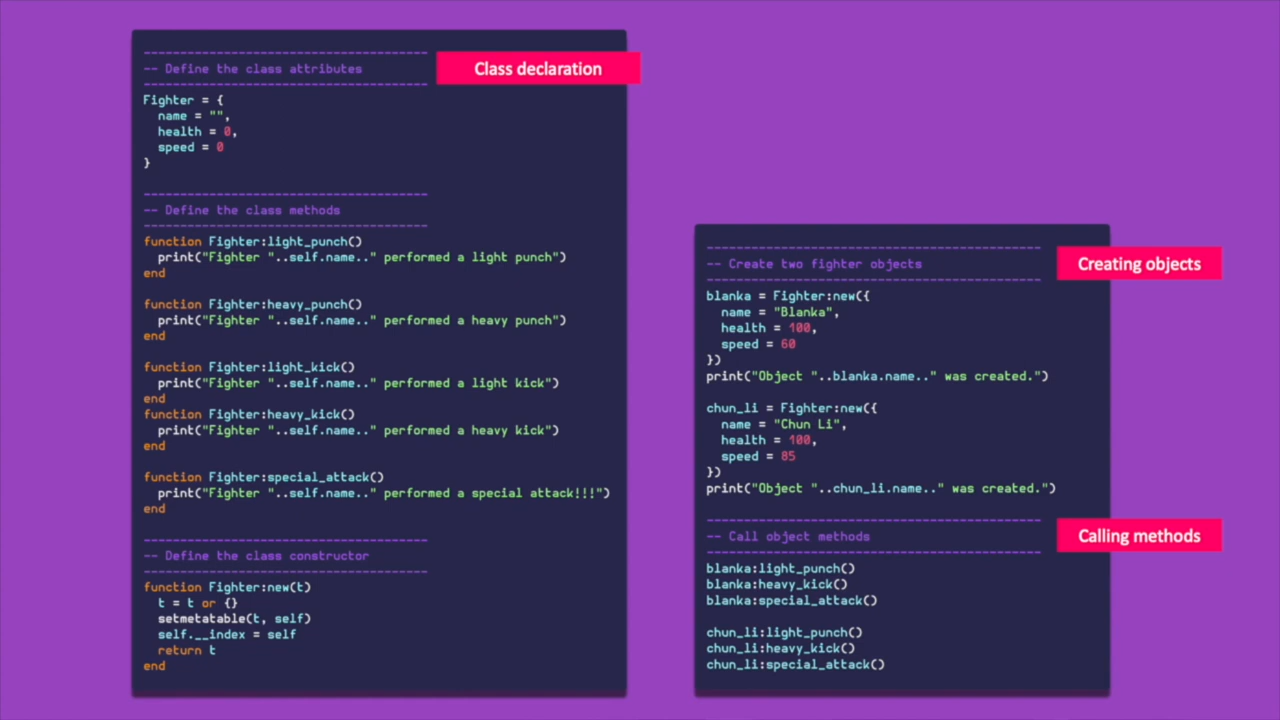 ----------------------------------------
-- Define the class attributes
----------------------------------------
Class declaration
Fighter = {
  name = "",
  health = 0,
  speed = 0
}
----------------------------------------
-- Define the class methods
----------------------------------------
function Fighter:light_punch()
  print("Fighter "..self.name.." performed a light punch")
end
function Fighter:heavy_punch()
  print("Fighter "..self.name.." performed a heavy punch")
end
function Fighter:light_kick()
  print("Fighter "..self.name.." performed a light kick")
end
function Fighter:heavy_kick()
  print("Fighter "..self.name.." performed a heavy kick")
end
function Fighter:special_attack()
  print("Fighter "..self.name.." performed a special attack!!!")
end
----------------------------------------
-- Define the class constructor
----------------------------------------
function Fighter:new(t)
  t = t or {}
  setmetatable(t, self)
  self.__index = self
  return t
end
----------------------------------------------
-- Create two fighter objects
----------------------------------------------
Creating objects
blanka = Fighter:new({
  name = "Blanka",
  health = 100,
  speed = 60
})
print("Object "..blanka.name.." was created.")
chun_li = Fighter:new({
  name = "Chun Li",
  health = 100,
  speed = 85
})
print("Object "..chun_li.name.." was created.")
----------------------------------------------
-- Call object methods
----------------------------------------------
Calling methods
blanka:light_punch()
blanka:heavy_kick()
blanka:special_attack()
chun_li:light_punch()
chun_li:heavy_kick()
chun_li:special_attack()